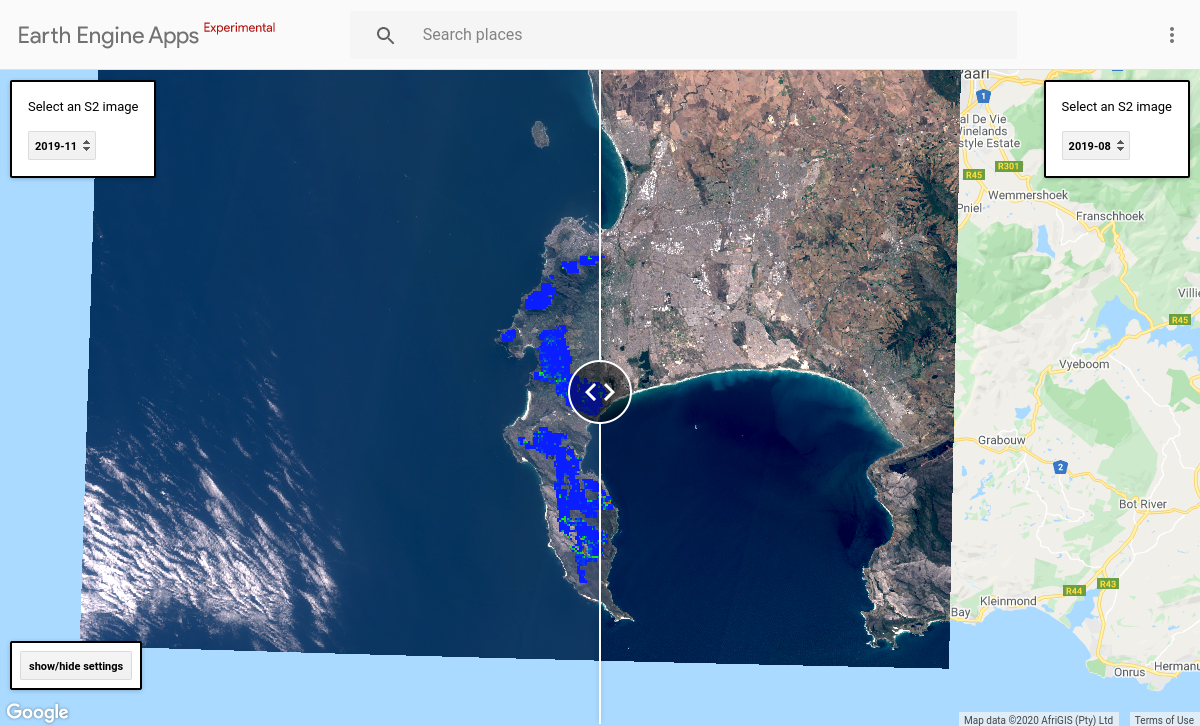 Earth Engine Apps Experimental
Search places
Select an S2 image
2019-11
Select an S2 image
2019-08
Paarl
1
al De Vie
Winelands
style Estate
R301
R45
Wemmershoek
Pniel
Franschhoek
Villie
R45
Vyeboom
Grabouw
2
Bot River
R43
R44
Kleinmond
Bay
Onrus
Hermanu
show/hide settings
Google
Map data ©2020 AfriGIS (Pty) Ltd
Terms of Use